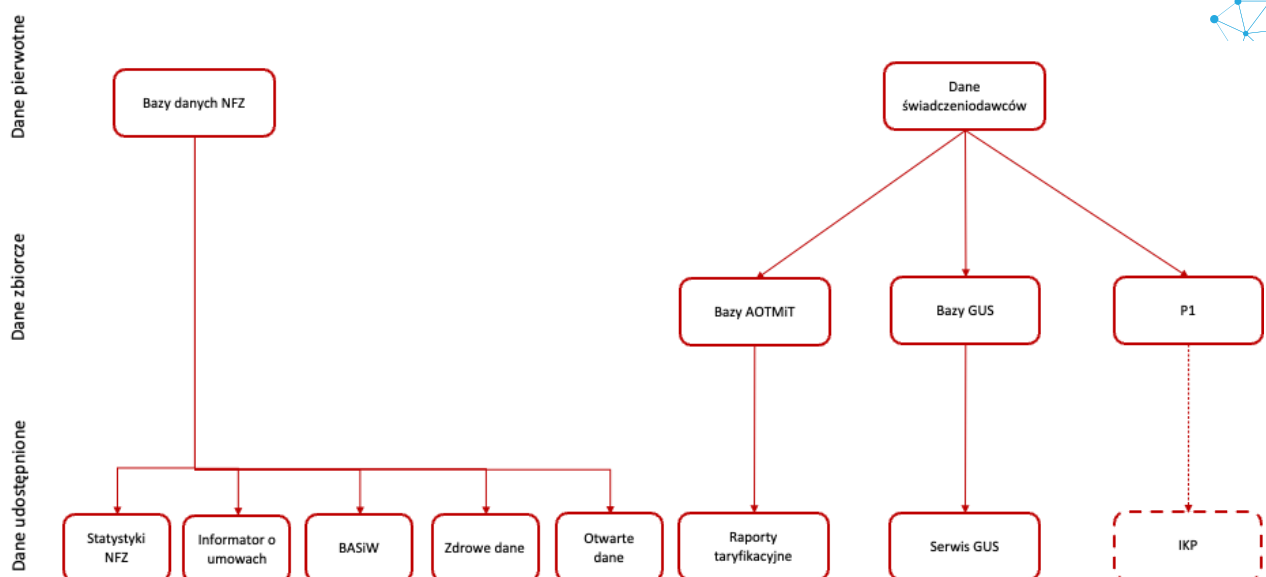 Dane pierwotne
Bazy danych NFZ
Dane
świadczeniodawców
Dane zbiorcze
Bazy AOTMiT
Bazy GUS
P1
Dane udostępnione
Statystyki
NFZ
Informator o
umowach
BASiW
Zdrowe dane
Otwarte
dane
Raporty
taryfikacyjne
Serwis GUS
IKP